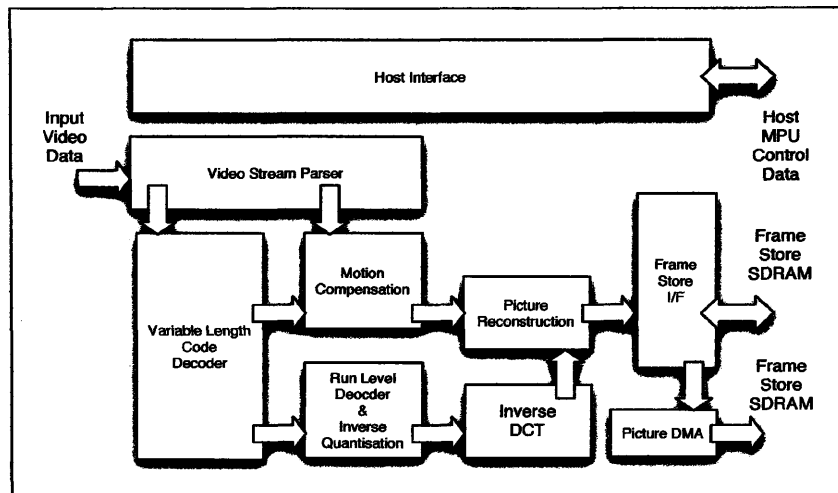 Host Interface
Input
Video
Data
Host
MPU
Control
Data
Video Stream Parser
Variable Length
Code
Decoder
Motion
Compensation
Picture
Reconstruction
Frame
Store
I/F
Frame
Store
SDRAM
Run Level
Deocder
&
Inverse
Quantisation
Inverse
DCT
Picture DMA
Frame
Store
SDRAM